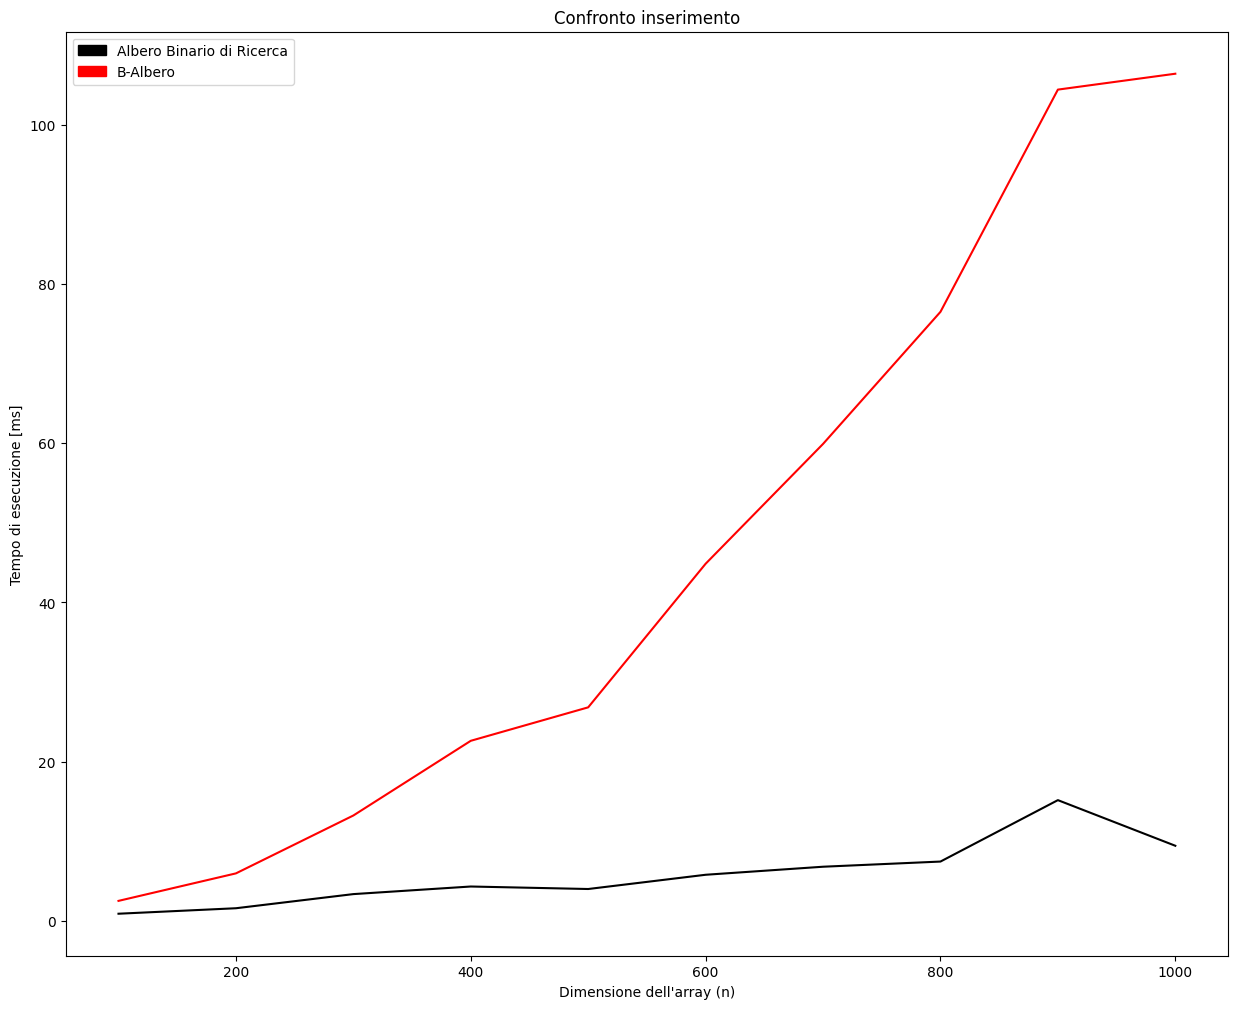 Confronto inserimento
Albero Binario di Ricerca
B-Albero
Tempo di esecuzione [ms]
100
80
60
40
20
0
200
400
600
800
1000
Dimensione dell'array (n)